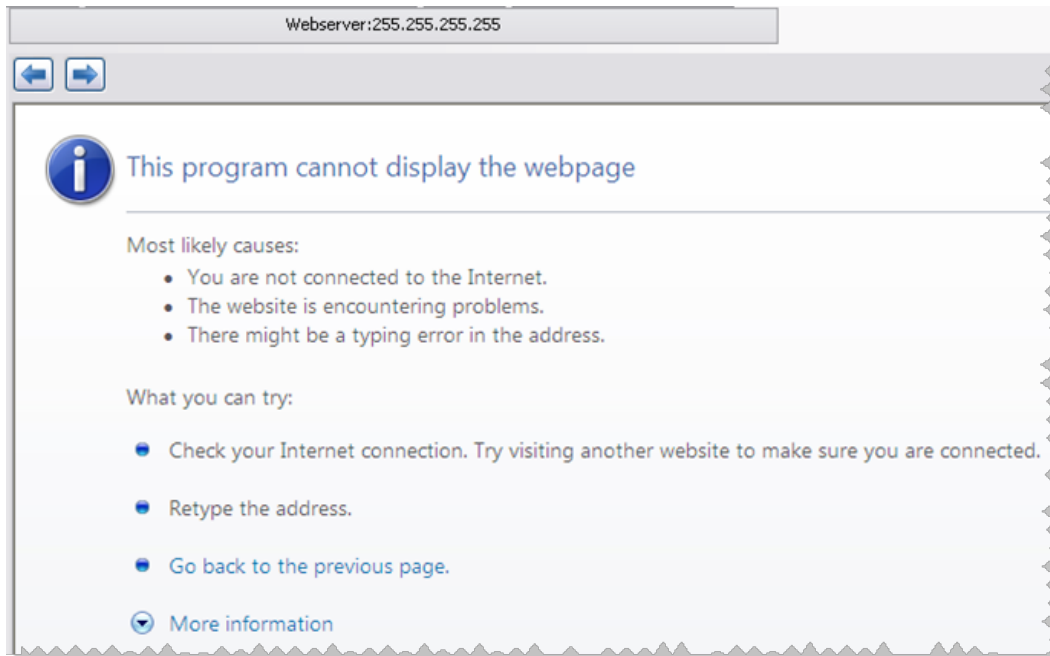 Webserver:255.255.255.255
This program cannot display the webpage
Most likely causes:
• You are not connected to the Internet.
• The website is encountering problems.
• There might be a typing error in the address.
What you can try:
Check your Internet connection. Try visiting another website to make sure you are connected.
Retype the address.
Go back to the previous page.
More information